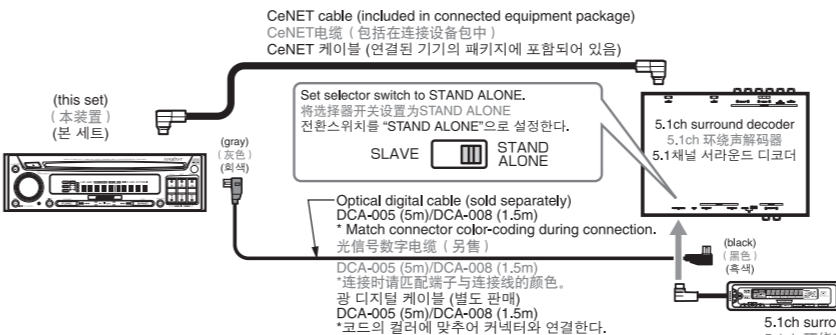 CeNET cable (included in connected equipment package)
CeNET电缆（包括在连接设备包中）
CeNET 케이블 (연결된 기기의 패키지에 포함되어 있음)
(this set)
（本装置）
(본 세트)
Set selector switch to STAND ALONE.
将选择器开关设置为STAND ALONE
전환스위치를 “STAND ALONE”으로 설정한다.
SLAVE
STAND
ALONE
5.1ch surround decoder
5.1ch 环绕声解码器
5.1채널 서라운드 디코더
(gray)
（灰色）
(회색)
Optical digital cable (sold separately)
DCA-005 (5m)/DCA-008 (1.5m)
* Match connector color-coding during connection.
光信号数字电缆（另售）
DCA-005 (5m)/DCA-008 (1.5m)
*连接时请匹配端子与连接线的颜色。
광 디지털 케이블 (별도 판매)
DCA-005 (5m)/DCA-008 (1.5m)
*코드의 컬러에 맞추어 커넥터와 연결한다.
(black)
（黑色）
(흑색)
5.1ch surro